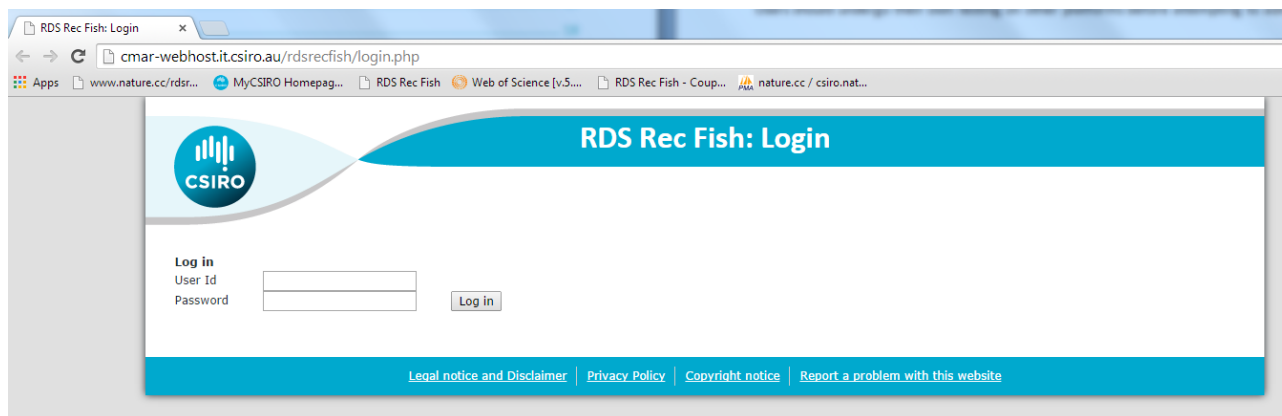 RDS Rec Fish: Login
cmar-webhost.it.csiro.au/rdsrecfish/login.php
Apps www.nature.cc/rdsr... MyCSIRO Homepag... RDS Rec Fish Web of Science [v.5.... RDS Rec Fish - Coup... PMA nature.cc / csiro.nat...
RDS Rec Fish: Login
CSIRO
Log in
User Id
Password Log in
Legal notice and Disclaimer Privacy Policy Copyright notice Report a problem with this website